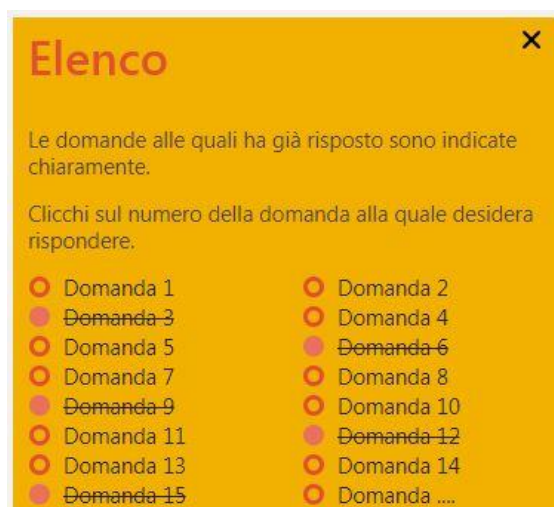 Elenco
Le domande alle quali ha già risposto sono indicate
chiaramente.
Clicchi sul numero della domanda alla quale desidera
rispondere.
Domanda 1
Domanda 2
Domanda 3
Domanda 4
Domanda 5
Domanda 6
Domanda 7
Domanda 8
Domanda 9
Domanda 10
Domanda 11
Domanda 12
Domanda 13
Domanda 14
Domanda 15
Domanda ....